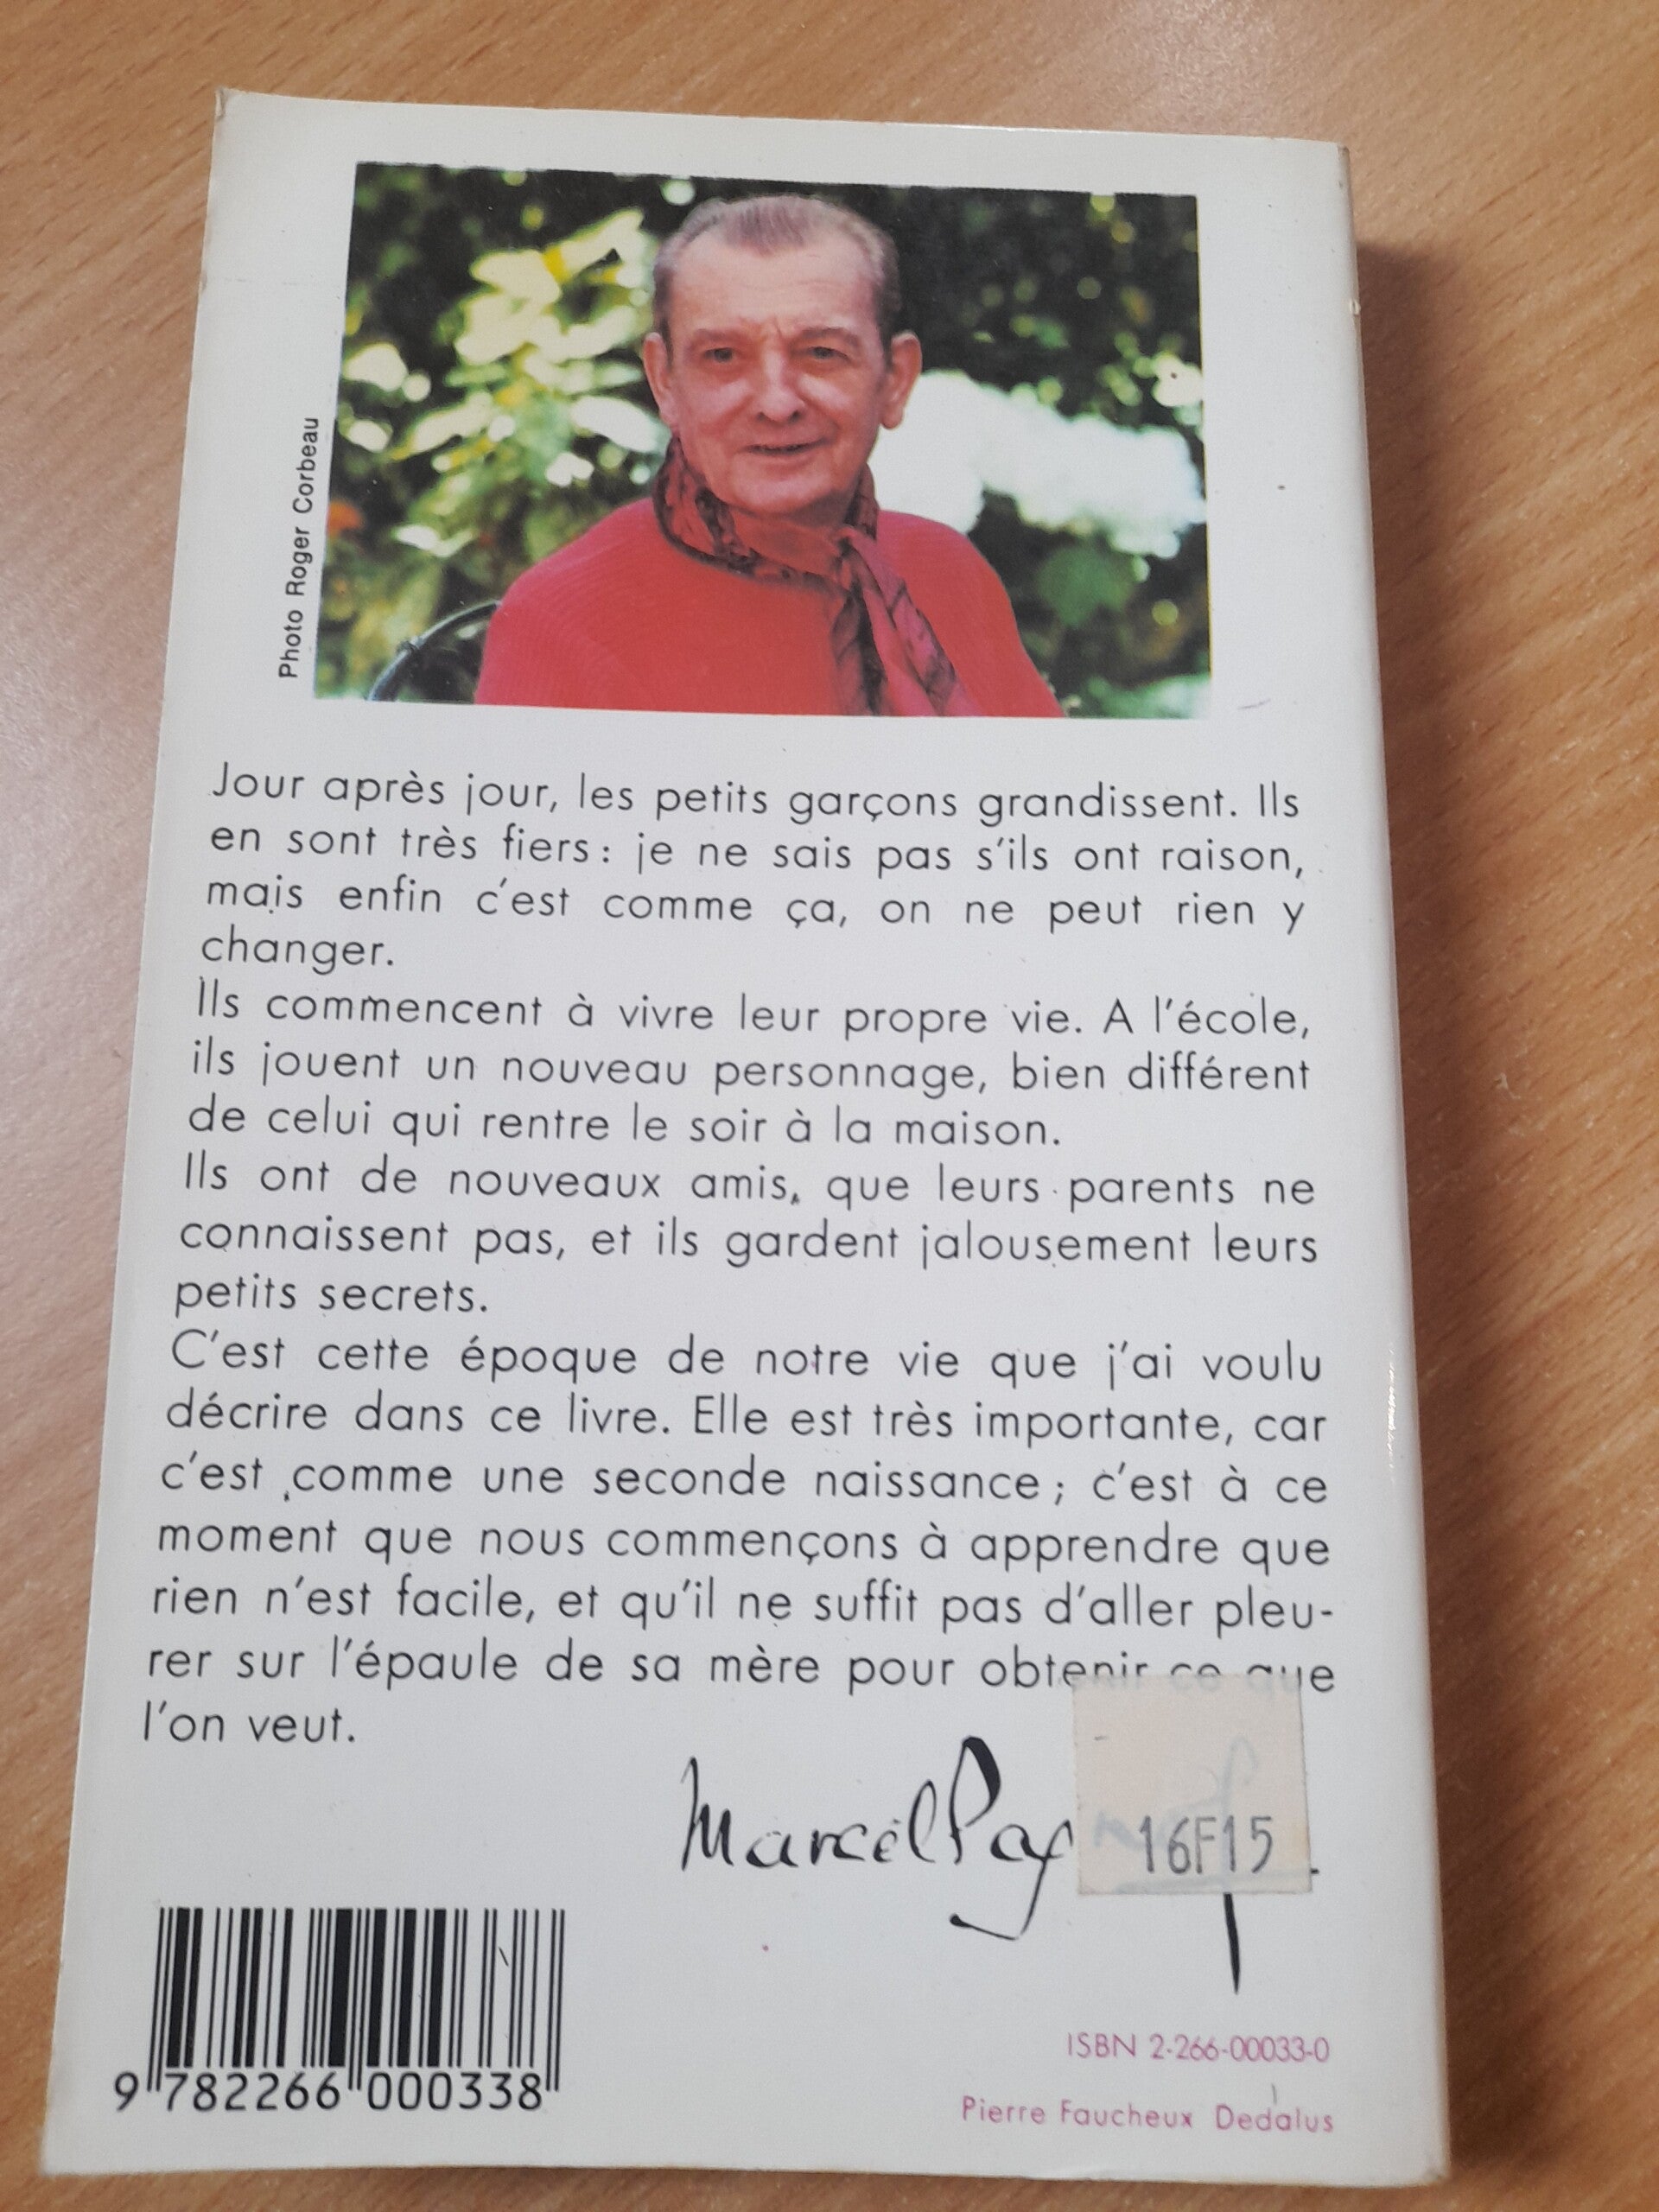 Photo Roger Corbeau
Jour après jour, les petits garçons grandissent. Ils
en sont très fiers : je ne sais pas s'ils ont raison,
mais enfin c'est comme ça, on ne peut rien y
changer.
Ils commencent à vivre leur propre vie. A l'école,
ils jouent un nouveau personnage, bien différent
de celui qui rentre le soir à la maison.
Ils ont de nouveaux amis, que leurs parents ne
connaissent pas, et ils gardent jalousement leurs
petits secrets.
C'est cette époque de notre vie que j'ai voulu
décrire dans ce livre. Elle est très importante, car
c'est comme une seconde naissance ; c'est à ce
moment que nous commençons à apprendre que
rien n'est facile, et qu'il ne suffit pas d'aller pleu-
rer sur l'épaule de sa mère pour obtenir ce que
l'on veut.
Marcel Pagnol
16F15
9 782266 000338
ISBN 2-266-00033-0
Pierre Faucheux Dedalus